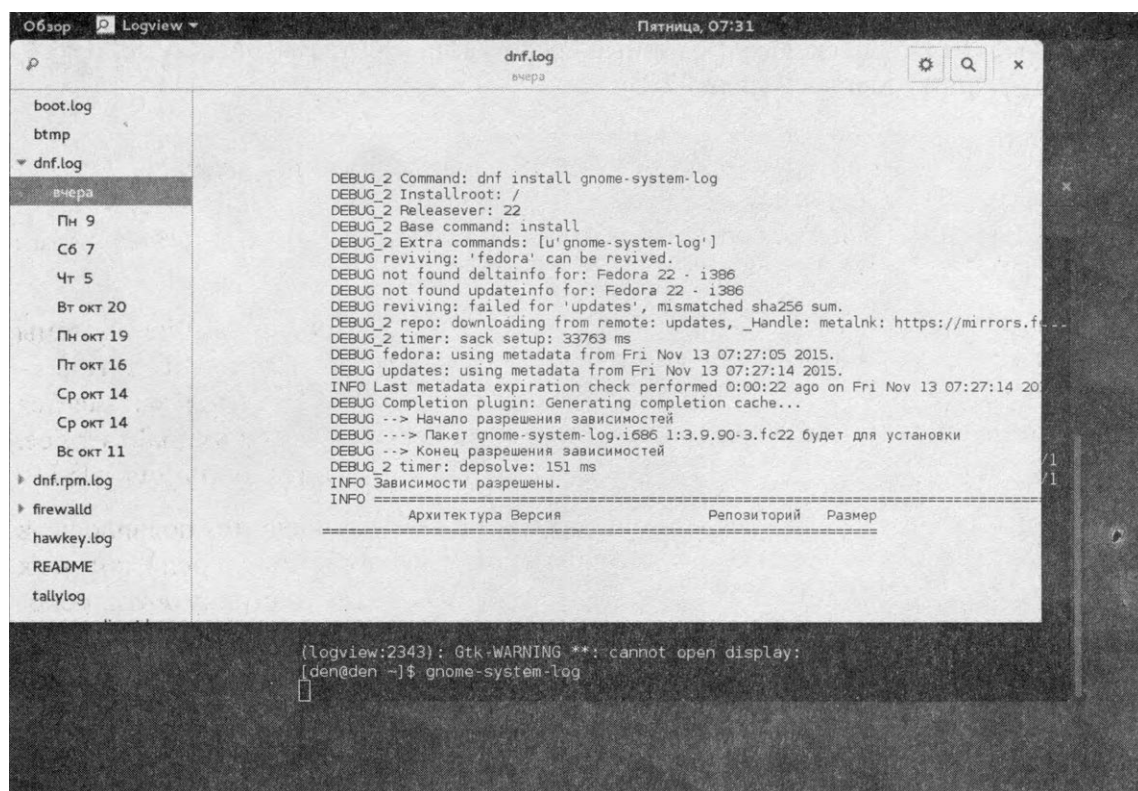 Обзор Logview
Пятница, 07:31
dnf.log
вчера
boot.log
btmp
dnf.log
вчера
Пн 9
Сб 7
Чт 5
Вт окт 20
Пн окт 19
Пт окт 16
Ср окт 14
Ср окт 14
Вс окт 11
dnf.rpm.log
firewalld
hawkey.log
README
tallylog
DEBUG_2 Command: dnf install gnome-system-log
DEBUG_2 Installroot: /
DEBUG_2 Releasever: 22
DEBUG_2 Base command: install
DEBUG_2 Extra commands: [u'gnome-system-log']
DEBUG reviving: 'fedora' can be revived.
DEBUG not found deltainfo for: Fedora 22 - i386
DEBUG not found updateinfo for: Fedora 22 - i386
DEBUG reviving: failed for 'updates', mismatched sha256 sum.
DEBUG_2 repo: downloading from remote: updates, _Handle: metalnk: https://mirrors.f
DEBUG_2 timer: sack setup: 33763 ms
DEBUG fedora: using metadata from Fri Nov 13 07:27:05 2015.
DEBUG updates: using metadata from Fri Nov 13 07:27:14 2015.
INFO Last metadata expiration check performed 0:00:22 ago on Fri Nov 13 07:27:14 20
DEBUG Completion plugin: Generating completion cache...
DEBUG --> Начало разрешения зависимостей
DEBUG ---> Пакет gnome-system-log.i686 1:3.9.90-3.fc22 будет для установки
DEBUG --> Конец разрешения зависимостей
DEBUG_2 timer: depsolve: 151 ms
INFO Зависимости разрешены.
INFO ================================================================================
Архитектура Версия Репозиторий Размер
================================================================================
/1
/1
(logview:2343): Gtk-WARNING **: cannot open display:
[den@den ~]$ gnome-system-log